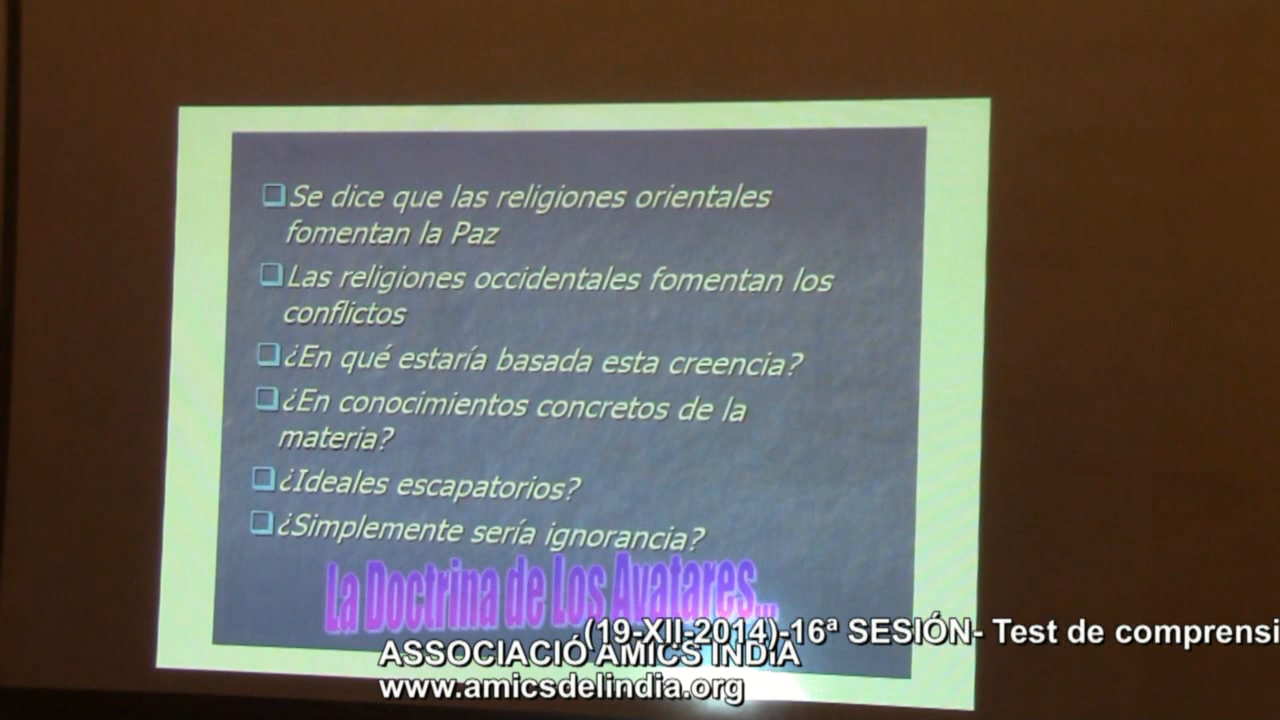 Se dice que las religiones orientales
fomentan la Paz
Las religiones occidentales fomentan los
conflictos
¿En qué estaría basada esta creencia?
¿En conocimientos concretos de la
materia?
¿Ideales escapatorios?
¿Simplemente sería ignorancia?
La Doctrina de Los Avatares...
(19-XII-2014)-16ª SESIÓN- Test de comprensi
ASSOCIACIÓ AMICS INDIA
www.amicsdelindia.org